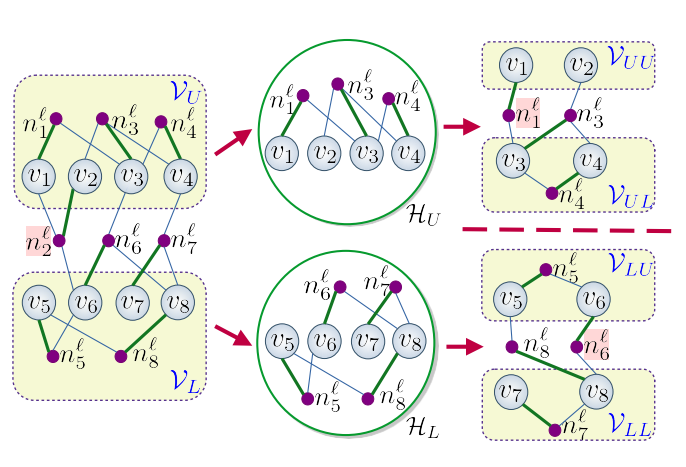 $\mathcal{V}_U$
$n_1^\ell$ $n_3^\ell$ $n_4^\ell$
$v_1$ $v_2$ $v_3$ $v_4$
$n_2^\ell$ $n_6^\ell$ $n_7^\ell$
$v_5$ $v_6$ $v_7$ $v_8$
$n_5^\ell$ $n_8^\ell$
$\mathcal{V}_L$
$n_1^\ell$ $n_3^\ell$ $n_4^\ell$
$v_1$ $v_2$ $v_3$ $v_4$
$\mathcal{H}_U$
$n_6^\ell$ $n_7^\ell$
$v_5$ $v_6$ $v_7$ $v_8$
$n_5^\ell$ $n_8^\ell$
$\mathcal{H}_L$
$v_1$ $v_2$ $\mathcal{V}_{UU}$
$n_1^\ell$ $n_3^\ell$
$v_3$ $v_4$
$n_4^\ell$ $\mathcal{V}_{UL}$
$n_5^\ell$ $\mathcal{V}_{LU}$
$v_5$ $v_6$
$n_8^\ell$ $n_6^\ell$
$v_7$ $v_8$
$n_7^\ell$ $\mathcal{V}_{LL}$